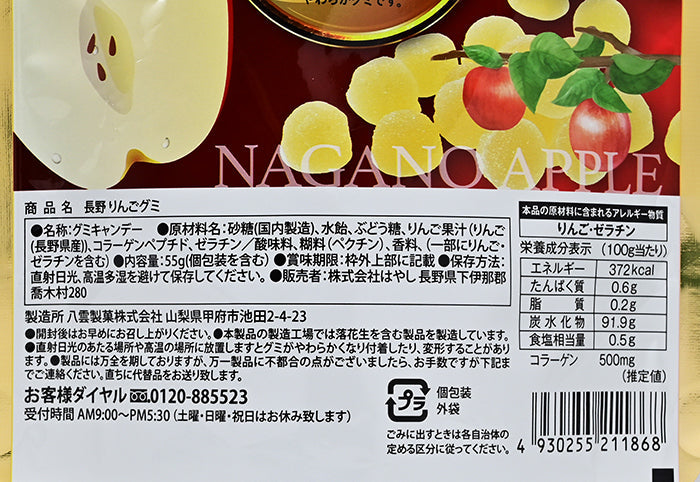 やわらかグミです。
NAGANO APPLE
商品名 長野りんごグミ
●名称:グミキャンデー ●原材料名:砂糖(国内製造)、水飴、ぶどう糖、りんご果汁(りんご
(長野県産))、コラーゲンペプチド、ゼラチン／酸味料、糊料(ペクチン)、香料、(一部にりんご・
ゼラチンを含む) ●内容量:55g(個包装を含む) ●賞味期限:枠外上部に記載 ●保存方法:
直射日光、高温多湿を避けて保存してください。 ●販売者:株式会社はやし 長野県下伊那郡
喬木村280
製造所 八雲製菓株式会社 山梨県甲府市池田2-4-23
●開封後はお早めにお召し上がりください。●本製品の製造工場では落花生を含む製品を製造しています。
●直射日光のあたる場所や高温の場所に放置しますとグミがやわらかくなり付着したり、変形することがあり
ます。●製品には万全を期しておりますが、万一製品に不都合の点がございましたら、お手数ですが下記ま
でご連絡ください。直ちに代替品をお送り致します。
お客様ダイヤル 0120-885523
受付時間 AM9:00〜PM5:30 (土曜・日曜・祝日はお休み致します)
本品の原材料に含まれるアレルギー物質
りんご・ゼラチン
栄養成分表示 (100g当たり)
エネルギー 372kcal
たんぱく質 0.6g
脂質 0.2g
炭水化物 91.9g
食塩相当量 0.5g
コラーゲン 500mg
(推定値)
プラ
個包装
外袋
ごみに出すときは各自治体の
定める区分に従ってください。
4 930255 211868